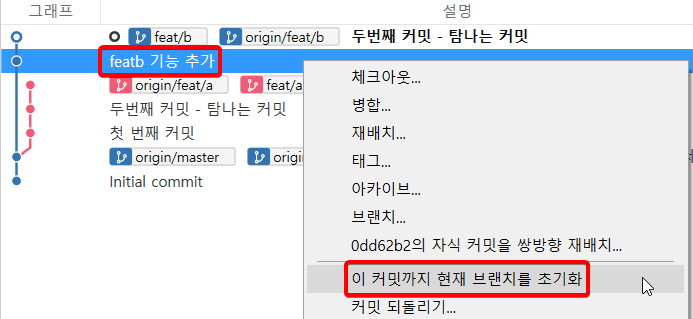 그래프 설명
feat/b origin/feat/b 두번째 커밋 - 탐나는 커밋
featb 기능 추가
origin/feat/a feat/a
두번째 커밋 - 탐나는 커밋
첫 번째 커밋
origin/master
Initial commit
체크아웃...
병합...
재배치...
태그...
아카이브...
브랜치...
0dd62b2의 자식 커밋을 쌍방향 재배치...
이 커밋까지 현재 브랜치를 초기화
커밋 되돌리기...